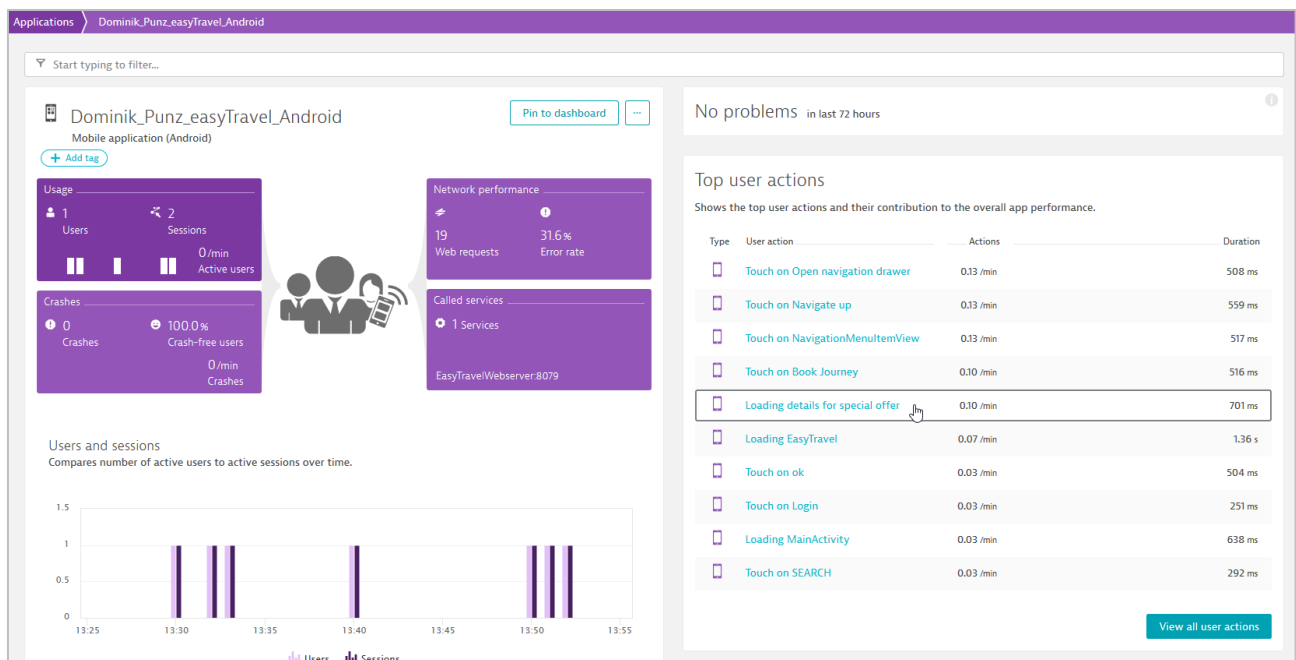 Applications
Dominik_Punz_easyTravel_Android
Start typing to filter...
Dominik_Punz_easyTravel_Android
Mobile application (Android)
Pin to dashboard
...
+ Add tag
Usage
1
Users
2
Sessions
0/min
Active users
Crashes
0
Crashes
100.0 %
Crash-free users
0/min
Crashes
Network performance
19
Web requests
31.6 %
Error rate
Called services
1 Services
EasyTravelWebserver:8079
Users and sessions
Compares number of active users to active sessions over time.
1.5
1
0.5
0
13:25 13:30 13:35 13:40 13:45 13:50 13:55
Users Sessions
No problems in last 72 hours
Top user actions
Shows the top user actions and their contribution to the overall app performance.
Type User action Actions Duration
Touch on Open navigation drawer 0.13 /min 508 ms
Touch on Navigate up 0.13 /min 559 ms
Touch on NavigationMenuItemView 0.13 /min 517 ms
Touch on Book Journey 0.10 /min 516 ms
Loading details for special offer 0.10 /min 701 ms
Loading EasyTravel 0.07 /min 1.36 s
Touch on ok 0.03 /min 504 ms
Touch on Login 0.03 /min 251 ms
Loading MainActivity 0.03 /min 638 ms
Touch on SEARCH 0.03 /min 292 ms
View all user actions